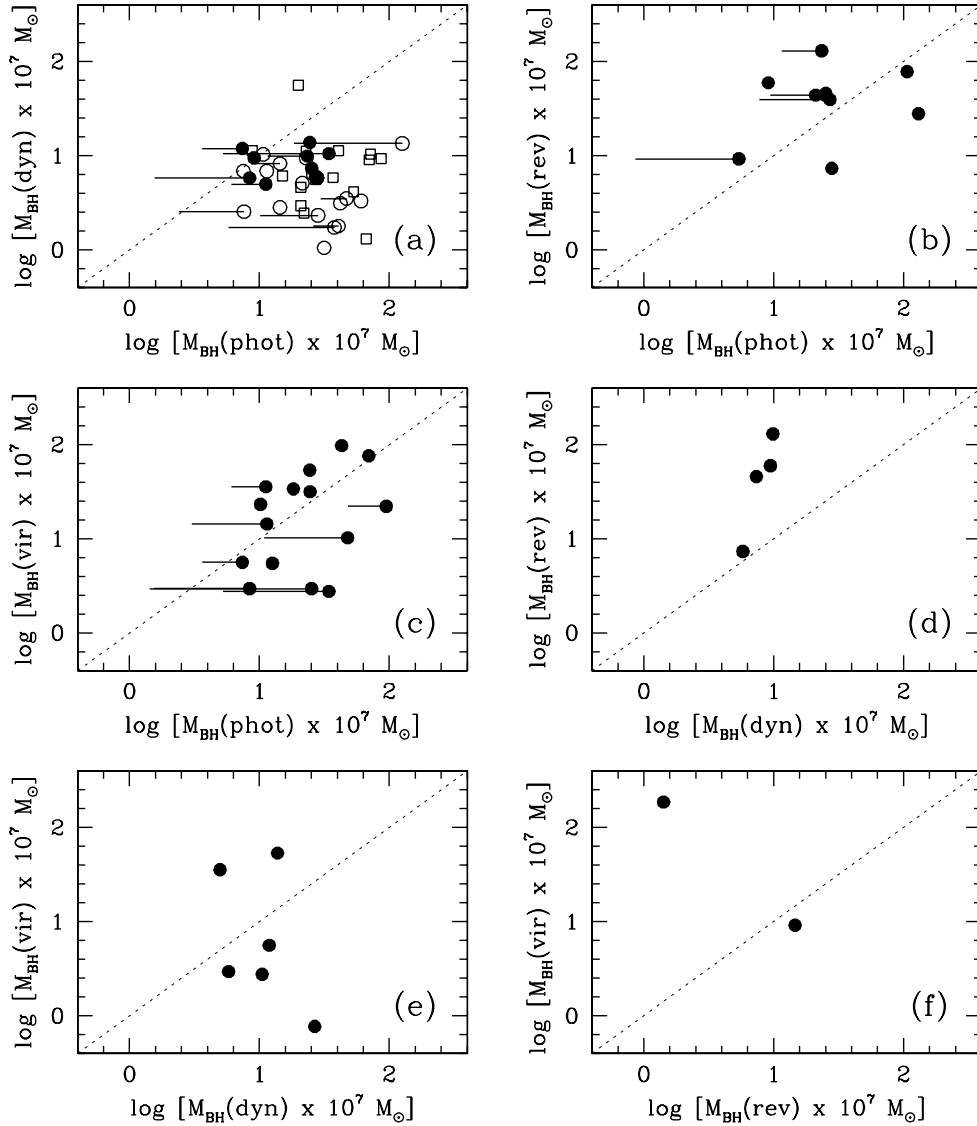 log [M_BH(dyn) x 10^7 M_⊙]
2
1
0
(a)
0 1 2
log [M_BH(phot) x 10^7 M_⊙]
log [M_BH(rev) x 10^7 M_⊙]
2
1
0
(b)
0 1 2
log [M_BH(phot) x 10^7 M_⊙]
log [M_BH(vir) x 10^7 M_⊙]
2
1
0
(c)
0 1 2
log [M_BH(phot) x 10^7 M_⊙]
log [M_BH(rev) x 10^7 M_⊙]
2
1
0
(d)
0 1 2
log [M_BH(dyn) x 10^7 M_⊙]
log [M_BH(vir) x 10^7 M_⊙]
2
1
0
(e)
0 1 2
log [M_BH(dyn) x 10^7 M_⊙]
log [M_BH(vir) x 10^7 M_⊙]
2
1
0
(f)
0 1 2
log [M_BH(rev) x 10^7 M_⊙]